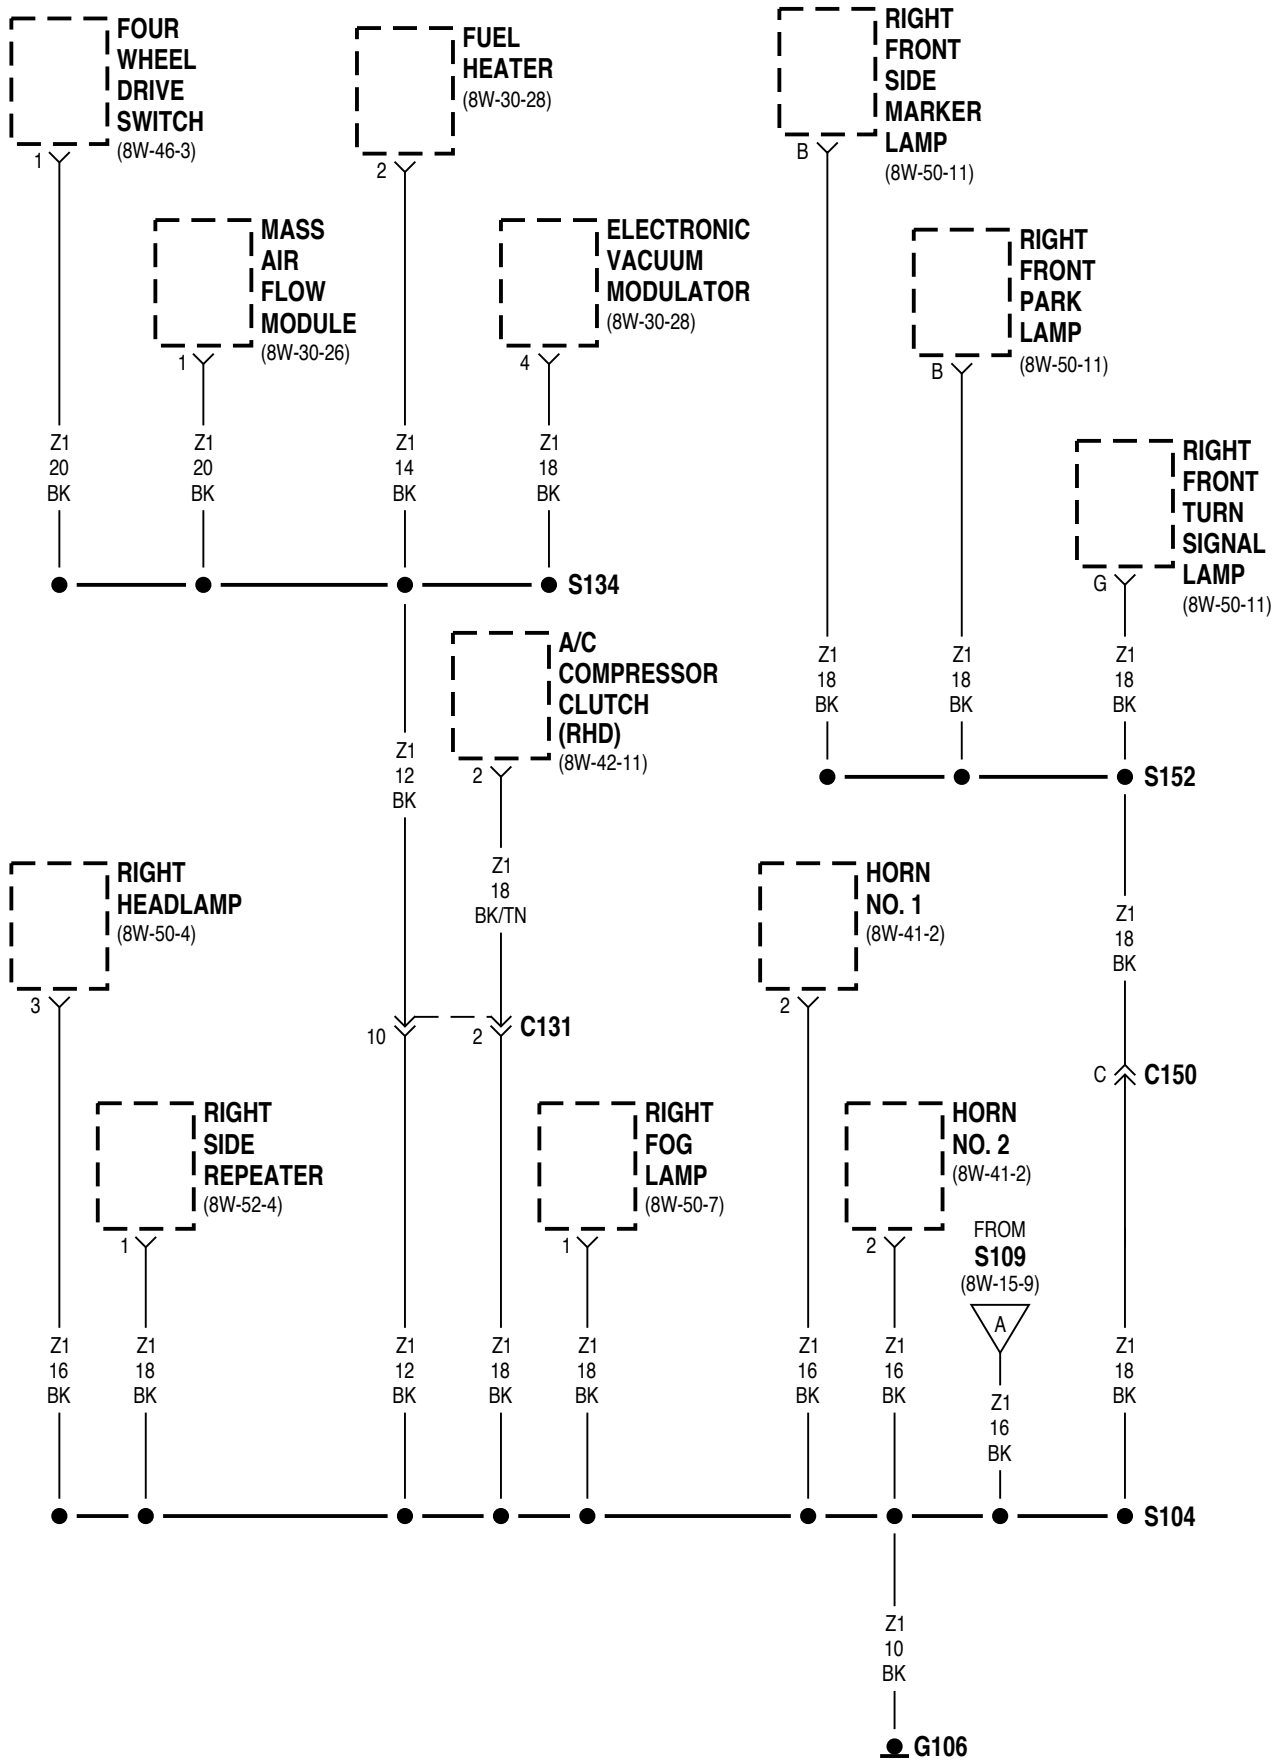 FOUR
WHEEL
DRIVE
SWITCH
(8W-46-3)
1
FUEL
HEATER
(8W-30-28)
2
RIGHT
FRONT
SIDE
MARKER
LAMP
(8W-50-11)
B
MASS
AIR
FLOW
MODULE
(8W-30-26)
1
ELECTRONIC
VACUUM
MODULATOR
(8W-30-28)
4
RIGHT
FRONT
PARK
LAMP
(8W-50-11)
B
Z1
20
BK
Z1
20
BK
Z1
14
BK
Z1
18
BK
RIGHT
FRONT
TURN
SIGNAL
LAMP
(8W-50-11)
G
S134
A/C
COMPRESSOR
CLUTCH
(RHD)
(8W-42-11)
2
Z1
18
BK
Z1
18
BK
Z1
18
BK
Z1
12
BK
S152
RIGHT
HEADLAMP
(8W-50-4)
3
Z1
18
BK/TN
HORN
NO. 1
(8W-41-2)
2
Z1
18
BK
10
2
C131
C
C150
RIGHT
SIDE
REPEATER
(8W-52-4)
1
RIGHT
FOG
LAMP
(8W-50-7)
1
HORN
NO. 2
(8W-41-2)
2
FROM
S109
(8W-15-9)
A
Z1
16
BK
Z1
18
BK
Z1
12
BK
Z1
18
BK
Z1
18
BK
Z1
16
BK
Z1
16
BK
Z1
16
BK
Z1
18
BK
S104
Z1
10
BK
G106